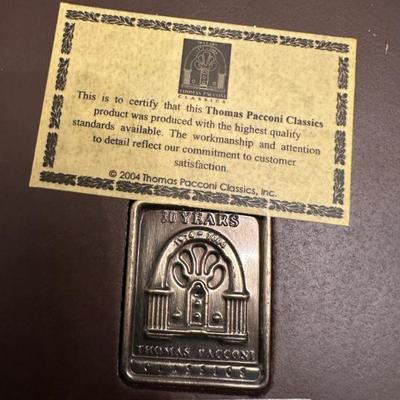 THOMAS PACCONI
CLASSICS
This is to certify that this Thomas Pacconi Classics
product was produced with the highest quality
standards available. The workmanship and attention
to detail reflect our commitment to customer
satisfaction.
© 2004 Thomas Pacconi Classics, Inc.
10 YEARS
THOMAS PACCONI
CLASSICS